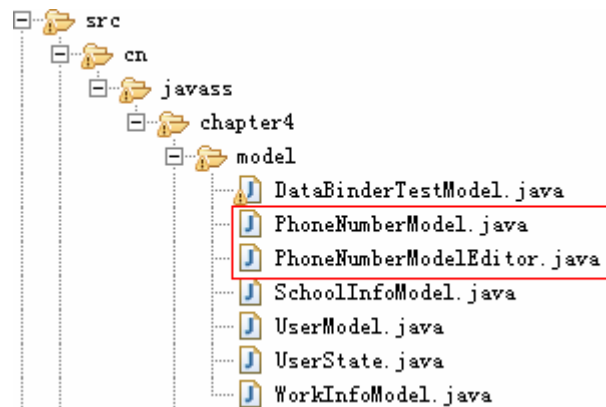 src
cn
javass
chapter4
model
DataBinderTestModel.java
PhoneNumberModel.java
PhoneNumberModelEditor.java
SchoolInfoModel.java
UserModel.java
UserState.java
WorkInfoModel.java